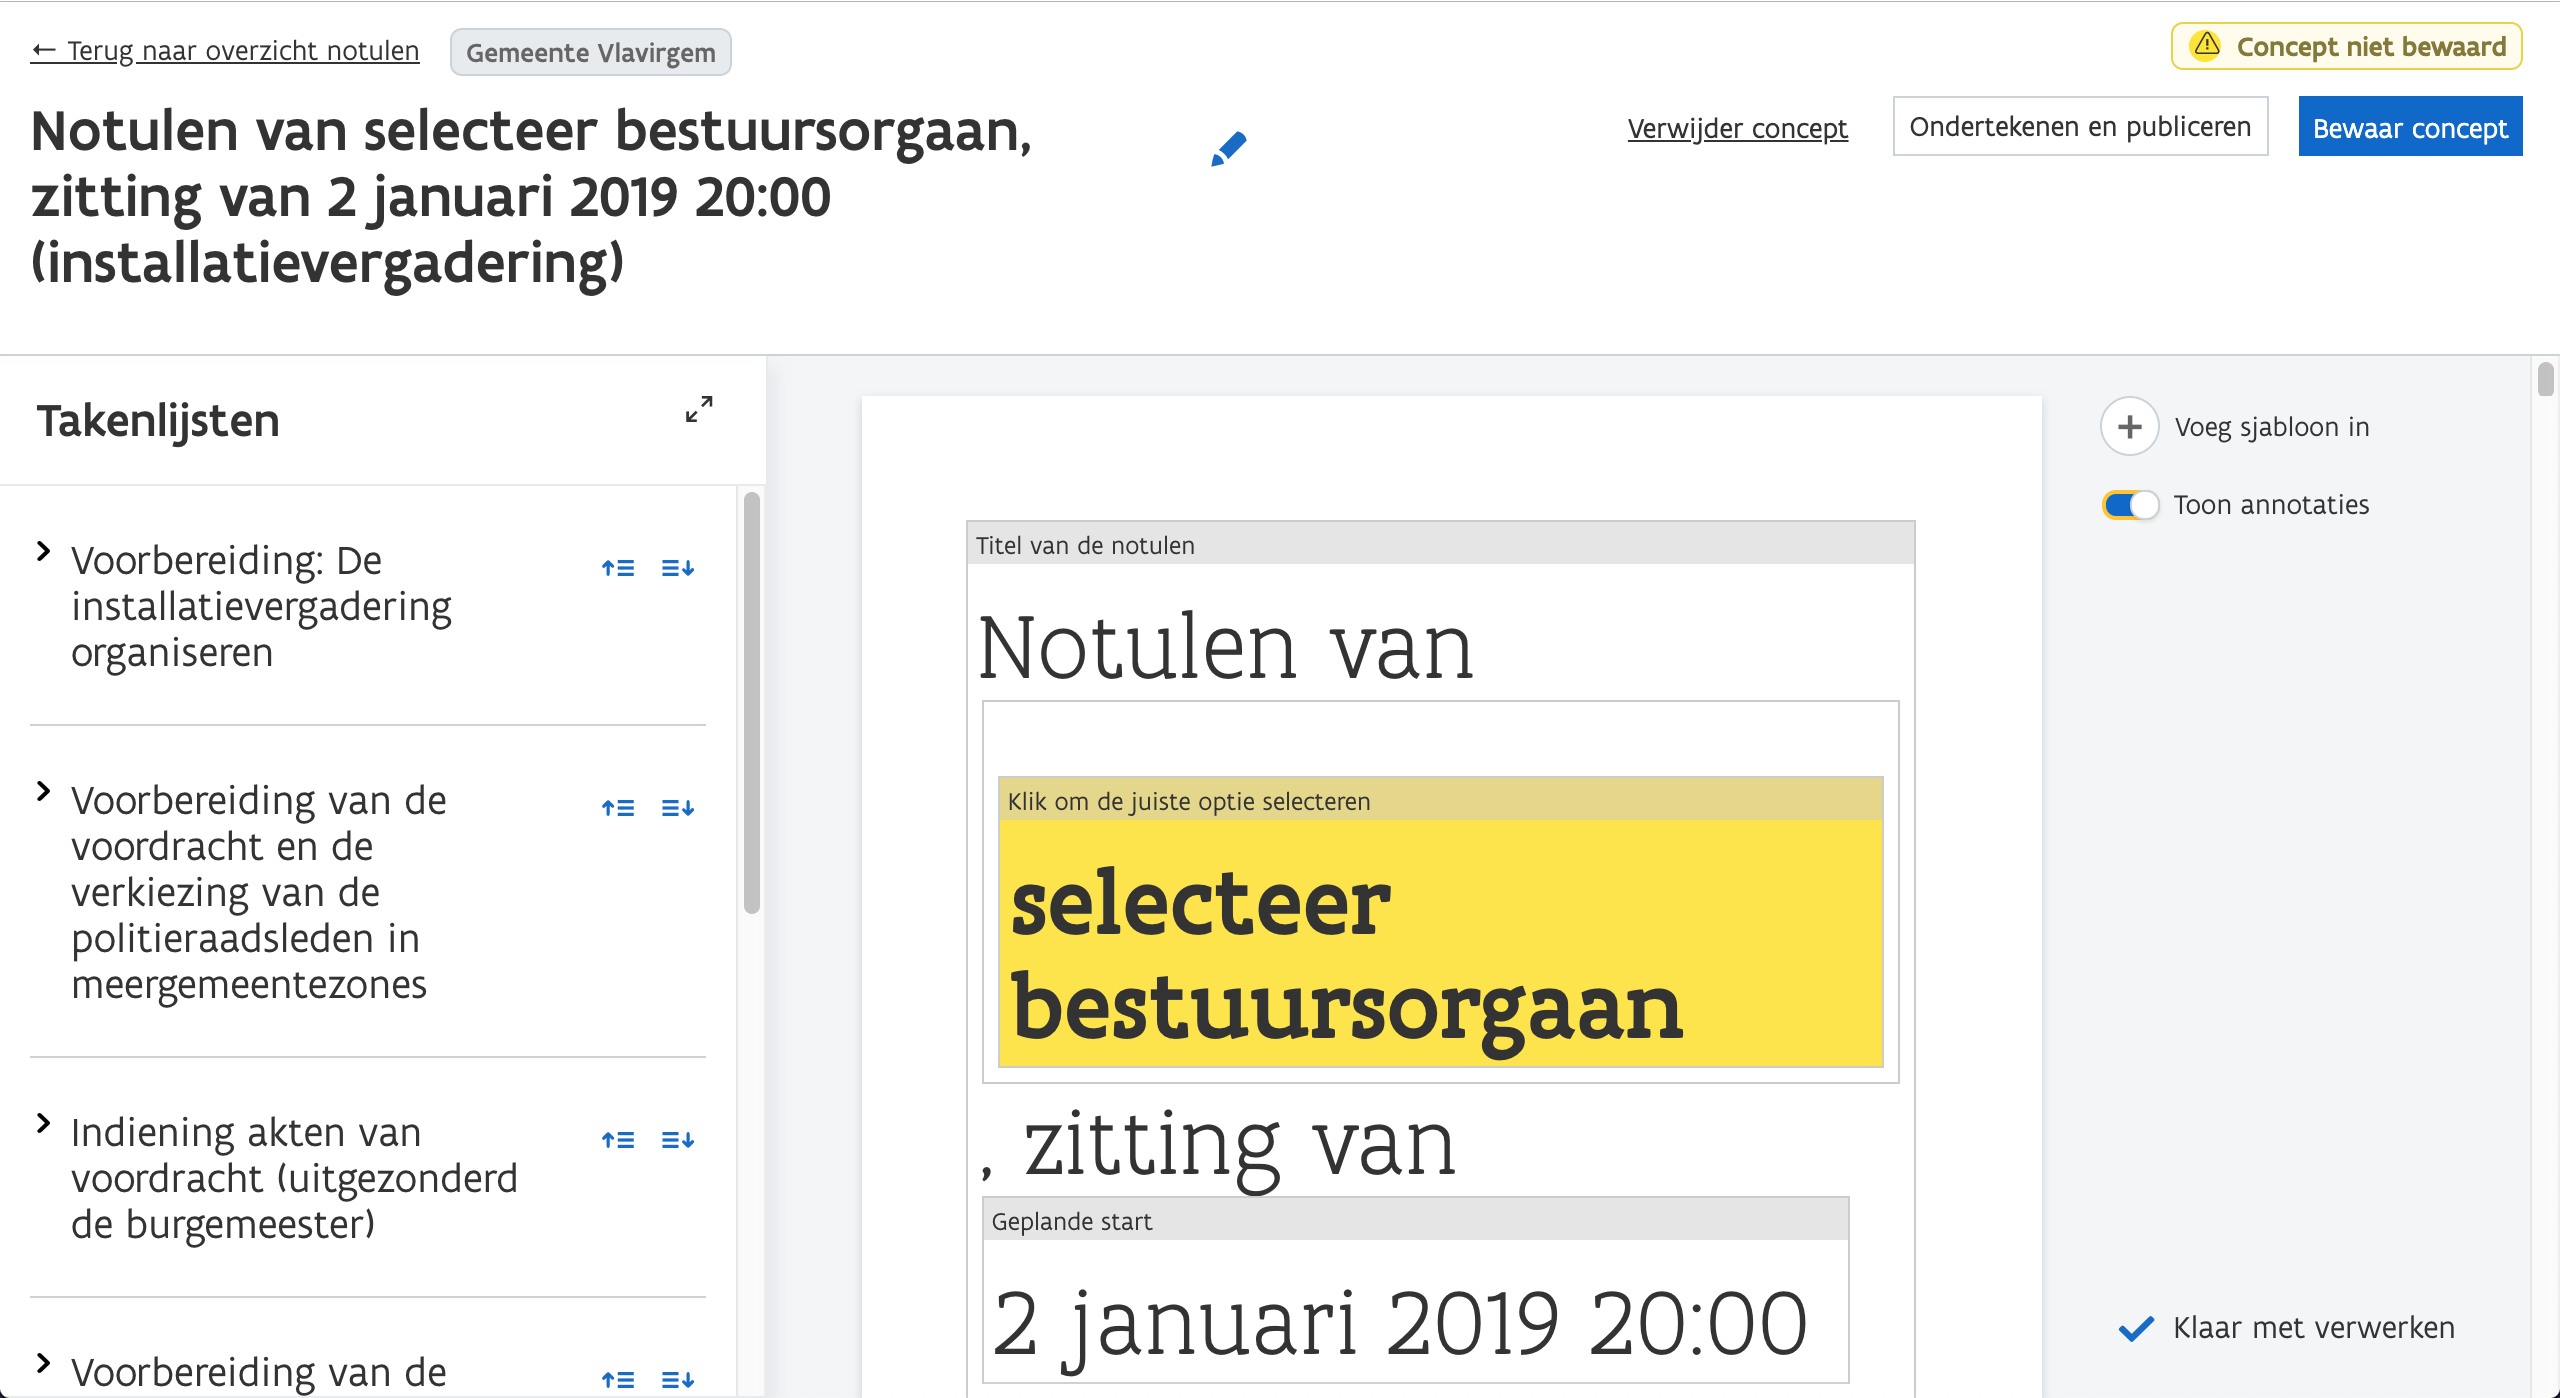 ← Terug naar overzicht notulen
Gemeente Vlavirgem
Concept niet bewaard
Notulen van selecteer bestuursorgaan,
zitting van 2 januari 2019 20:00
(installatievergadering)
Verwijder concept
Ondertekenen en publiceren
Bewaar concept
Takenlijsten
Voorbereiding: De
installatievergadering
organiseren
Voorbereiding van de
voordracht en de
verkiezing van de
politieraadsleden in
meergemeentezones
Indiening akten van
voordracht (uitgezonderd
de burgemeester)
Voorbereiding van de
Titel van de notulen
Notulen van
Klik om de juiste optie selecteren
selecteer
bestuursorgaan
, zitting van
Geplande start
2 januari 2019 20:00
Voeg sjabloon in
Toon annotaties
Klaar met verwerken